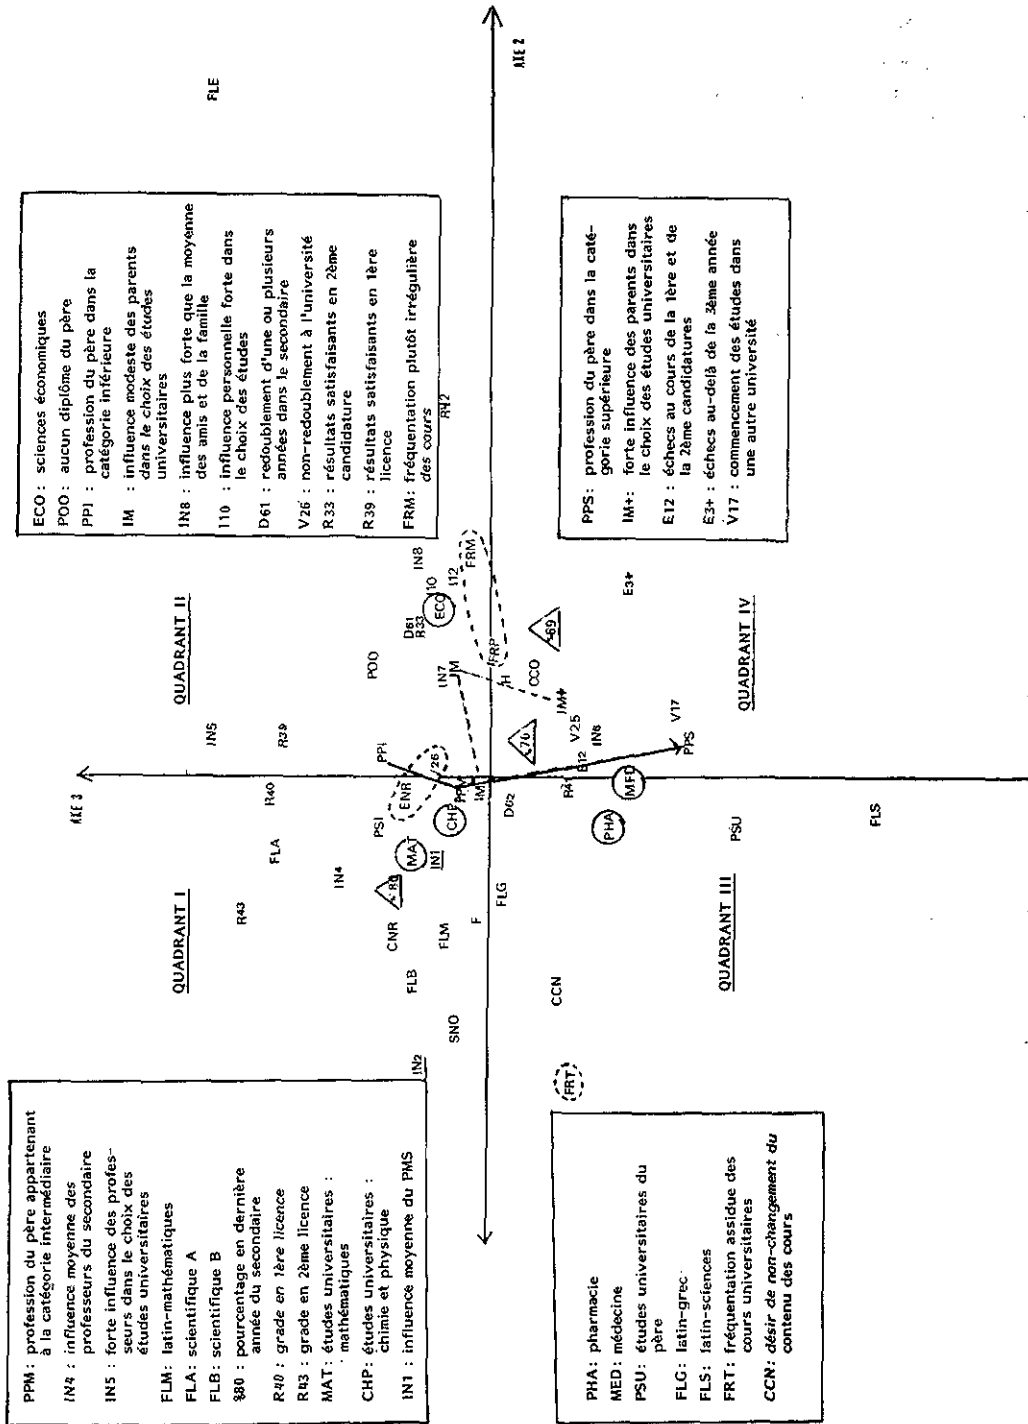 AXE 3
AXE 2
QUADRANT I
PPM : profession du père appartenant
à la catégorie intermédiaire
IN4 : influence moyenne des
professeurs du secondaire
IN5 : forte influence des profes-
seurs dans le choix des
études universitaires
FLM : latin-mathématiques
FLA : scientifique A
FLB : scientifique B
%80 : pourcentage en dernière
année du secondaire
R40 : grade en 1ère licence
R43 : grade en 2ème licence
MAT : études universitaires :
mathématiques
CHP : études universitaires :
chimie et physique
IN1 : influence moyenne du PMS
QUADRANT II
ECO : sciences économiques
POO : aucun diplôme du père
PPI : profession du père dans la
catégorie inférieure
IM : influence modeste des parents
dans le choix des études
universitaires
IN8 : influence plus forte que la moyenne
des amis et de la famille
I10 : influence personnelle forte dans
le choix des études
D61 : redoublement d'une ou plusieurs
années dans le secondaire
V26 : non-redoublement à l'université
R33 : résultats satisfaisants en 2ème
candidature
R39 : résultats satisfaisants en 1ère
licence
FRM : fréquentation plutôt irrégulière
des cours
QUADRANT III
PHA : pharmacie
MED : médecine
PSU : études universitaires du
père
FLG : latin-grec
FLS : latin-sciences
FRT : fréquentation assidue des
cours universitaires
CCN : désir de non-changement du
contenu des cours
QUADRANT IV
PPS : profession du père dans la caté-
gorie supérieure
IM+ : forte influence des parents dans
le choix des études universitaires
E12 : échecs au cours de la 1ère et de
la 2ème candidatures
E3+ : échecs au-delà de la 3ème année
V17 : commencement des études dans
une autre université
FLE
R42
IN5
R39
R40
FLA
R43
IN4
PSI
PPI
POO
D61
R33
ECO
I10
IN8
I12
FRM
FRP
IN7
IM
H
CCO
%69
E3+
IM+
V25
IN6
%70
E12
V17
PPS
V26
ENR
CHP
MAT
IN1
%80
CNR
FLM
FLB
SNO
IN2
F
FLG
IM
D62
R4
PHA
MED
PSU
FLS
CCN
FRT